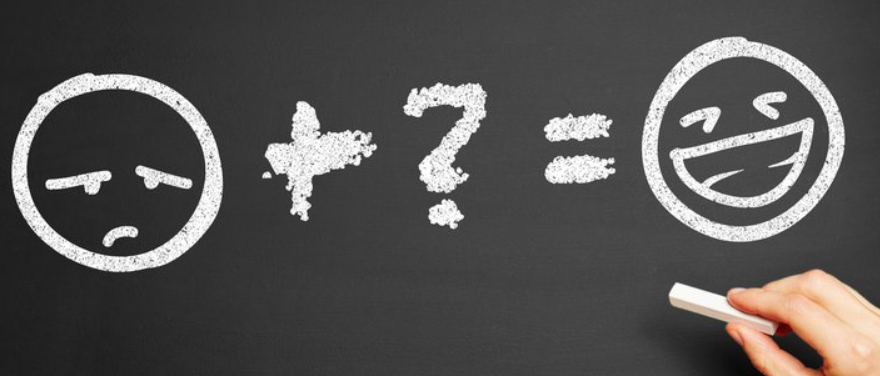 + ? =